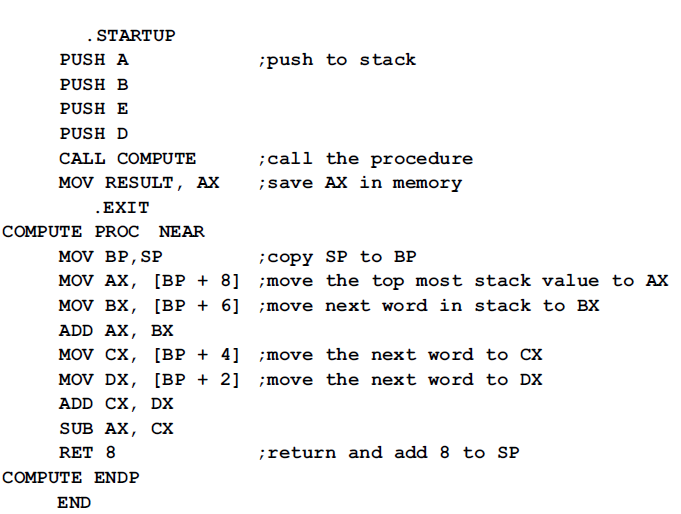 .STARTUP
PUSH A ;push to stack
PUSH B
PUSH E
PUSH D
CALL COMPUTE ;call the procedure
MOV RESULT, AX ;save AX in memory
.EXIT
COMPUTE PROC NEAR
MOV BP,SP ;copy SP to BP
MOV AX, [BP + 8] ;move the top most stack value to AX
MOV BX, [BP + 6] ;move next word in stack to BX
ADD AX, BX
MOV CX, [BP + 4] ;move the next word to CX
MOV DX, [BP + 2] ;move the next word to DX
ADD CX, DX
SUB AX, CX
RET 8 ;return and add 8 to SP
COMPUTE ENDP
END